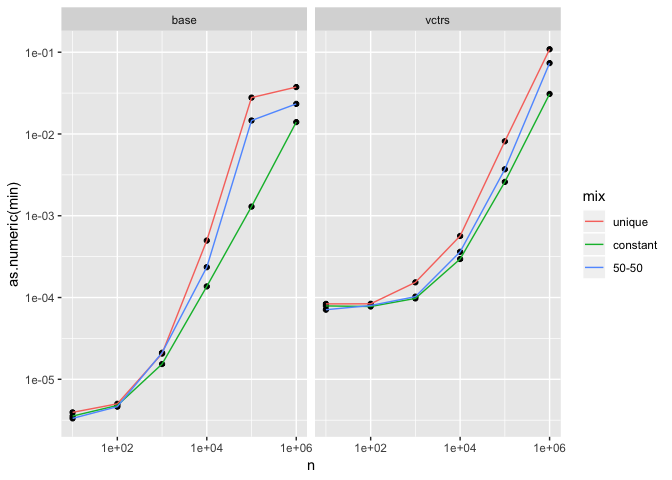 base
vctrs
1e-01
1e-02
1e-03
1e-04
1e-05
as.numeric(min)
1e+02
1e+04
1e+06
1e+02
1e+04
1e+06
n
mix
unique
constant
50-50